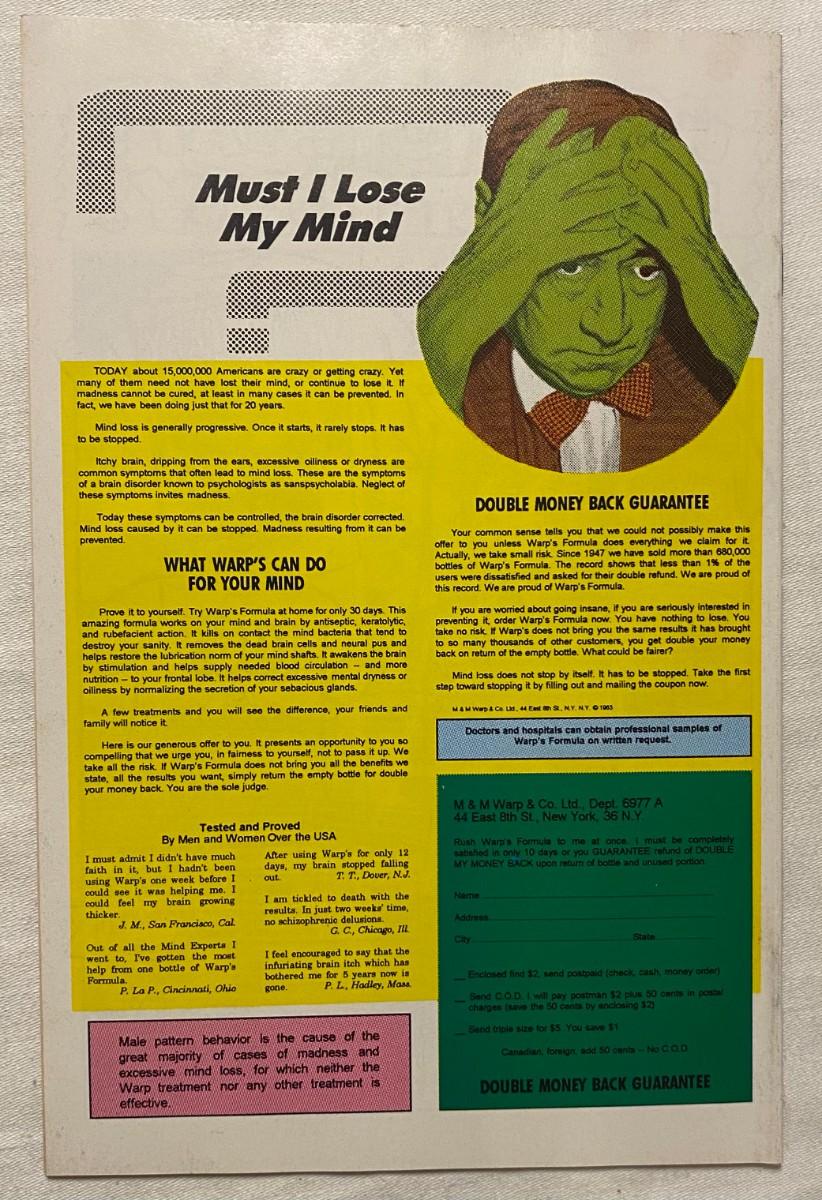 Must I Lose
My Mind
TODAY about 15,000,000 Americans are crazy or getting crazy. Yet
many of them need not have lost their mind, or continue to lose it. If
madness cannot be cured, at least in many cases it can be prevented. In
fact, we have been doing just that for 20 years.
Mind loss is generally progressive. Once it starts, it rarely stops. It has
to be stopped.
Itchy brain, dripping from the ears, excessive oiliness or dryness are
common symptoms that often lead to mind loss. These are the symptoms
of a brain disorder known to psychologists as sanspsycholabia. Neglect of
these symptoms invites madness.
Today these symptoms can be controlled, the brain disorder corrected.
Mind loss caused by it can be stopped. Madness resulting from it can be
prevented.
WHAT WARP'S CAN DO
FOR YOUR MIND
Prove it to yourself. Try Warp's Formula at home for only 30 days. This
amazing formula works on your mind and brain by antiseptic, keratolytic,
and rubefacient action. It kills on contact the mind bacteria that tend to
destroy your sanity. It removes the dead brain cells and neural pus and
helps restore the lubrication norm of your mind shafts. It awakens the brain
by stimulation and helps supply needed blood circulation – and more
nutrition – to your frontal lobe. It helps correct excessive mental dryness or
oiliness by normalizing the secretion of your sebacious glands.
A few treatments and you will see the difference, your friends and
family will notice it.
Here is our generous offer to you. It presents an opportunity to you so
compelling that we urge you, in fairness to yourself, not to pass it up. We
take all the risk. If Warp's Formula does not bring you all the benefits we
state, all the results you want, simply return the empty bottle for double
your money back. You are the sole judge.
Tested and Proved
By Men and Women Over the USA
I must admit I didn't have much
faith in it, but I hadn't been
using Warp's one week before I
could see it was helping me. I
could feel my brain growing
thicker.
J. M., San Francisco, Cal.
Out of all the Mind Experts I
went to, I've gotten the most
help from one bottle of Warp's
Formula.
P. La P., Cincinnati, Ohio
After using Warp's for only 12
days, my brain stopped falling
out. T. T., Dover, N.J.
I am tickled to death with the
results. In just two weeks' time,
no schizophrenic delusions.
G. C., Chicago, Ill.
I feel encouraged to say that the
infuriating brain itch which has
bothered me for 5 years now is
gone. P. L., Hadley, Mass.
Male pattern behavior is the cause of the
great majority of cases of madness and
excessive mind loss, for which neither the
Warp treatment nor any other treatment is
effective.
DOUBLE MONEY BACK GUARANTEE
Your common sense tells you that we could not possibly make this
offer to you unless Warp's Formula does everything we claim for it.
Actually, we take small risk. Since 1947 we have sold more than 680,000
bottles of Warp's Formula. The record shows that less than 1% of the
users were dissatisfied and asked for their double refund. We are proud of
this record. We are proud of Warp's Formula.
If you are worried about going insane, if you are seriously interested in
preventing it, order Warp's Formula now. You have nothing to lose. You
take no risk. If Warp's does not bring you the same results it has brought
to so many thousands of other customers, you get double your money
back on return of the empty bottle. What could be fairer?
Mind loss does not stop by itself. It has to be stopped. Take the first
step toward stopping it by filling out and mailing the coupon now.
M & M Warp & Co. Ltd., 44 East 8th St., N.Y. N.Y. © 1963
Doctors and hospitals can obtain professional samples of
Warp's Formula on written request.
M & M Warp & Co. Ltd., Dept. 6977 A
44 East 8th St., New York, 36 N.Y.
Rush Warp's Formula to me at once. I must be completely
satisfied in only 10 days or you GUARANTEE refund of DOUBLE
MY MONEY BACK upon return of bottle and unused portion.
Name
Address
City State
Enclosed find $2, send postpaid (check, cash, money order)
Send C.O.D. I will pay postman $2 plus 50 cents in postal
charges (save the 50 cents by enclosing $2)
Send triple size for $5. You save $1
Canadian, foreign, add 50 cents – No C.O.D.
DOUBLE MONEY BACK GUARANTEE